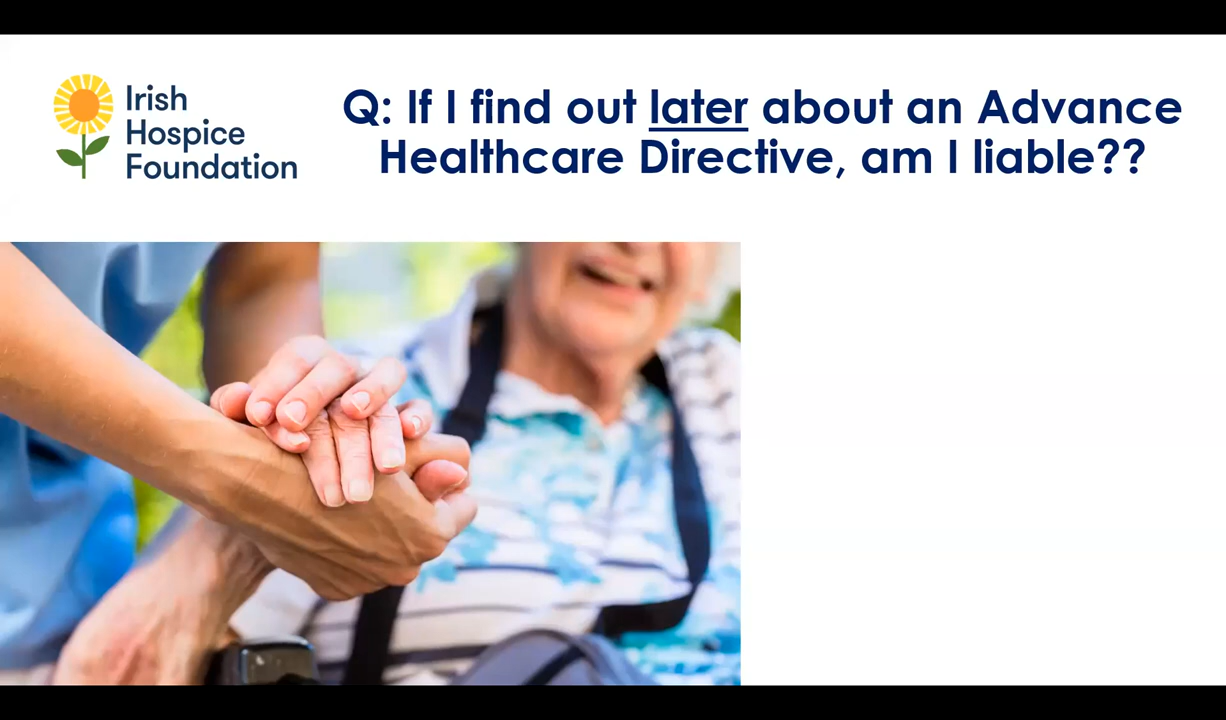 Irish
Hospice
Foundation
Q: If I find out later about an Advance
Healthcare Directive, am I liable??